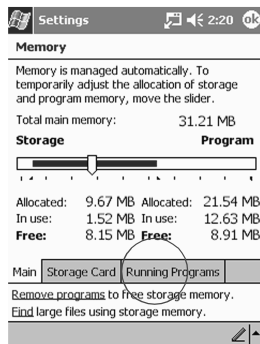 Settings 2:20 ok
Memory
Memory is managed automatically. To
temporarily adjust the allocation of storage
and program memory, move the slider.
Total main memory: 31.21 MB
Storage Program
Allocated: 9.67 MB Allocated: 21.54 MB
In use: 1.52 MB In use: 12.63 MB
Free: 8.15 MB Free: 8.91 MB
Main Storage Card Running Programs
Remove programs to free storage memory.
Find large files using storage memory.